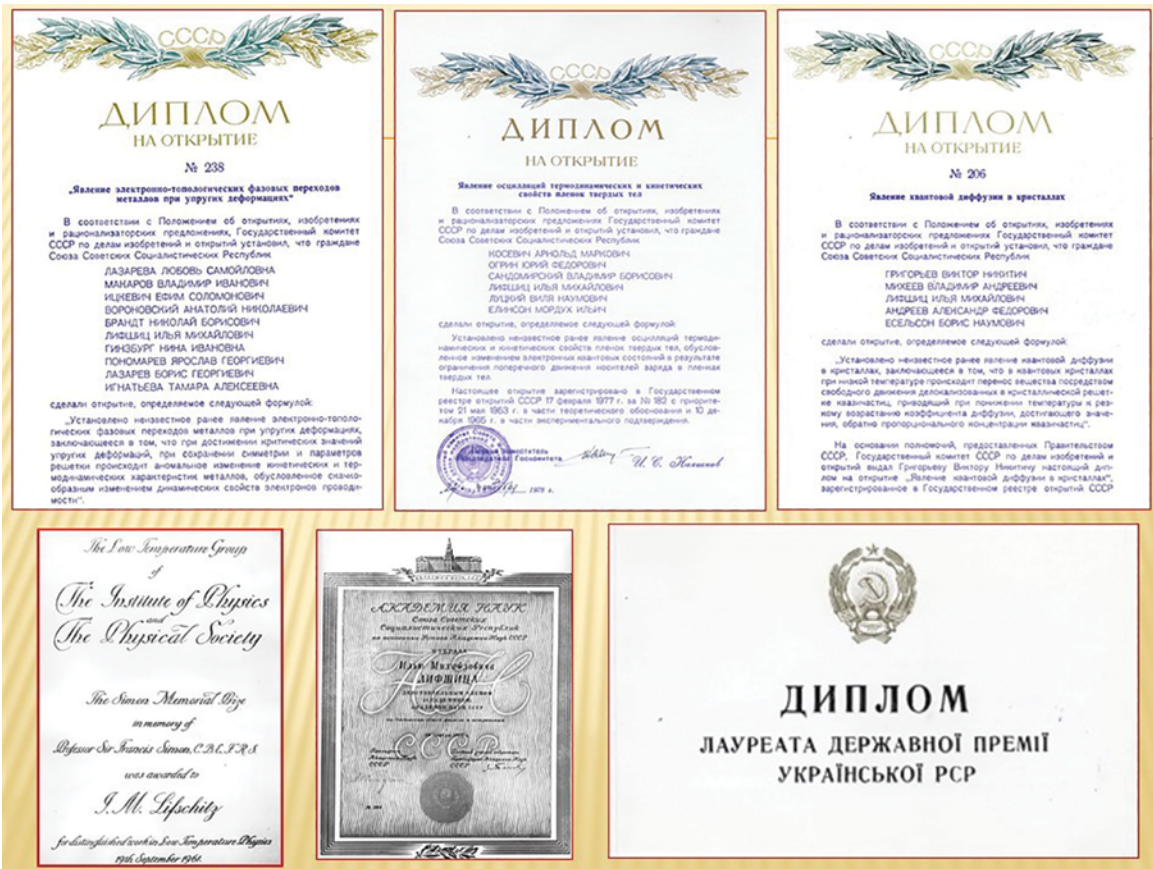 СССР
ДИПЛОМ
НА ОТКРЫТИЕ
№ 238
„Явление электронно-топологических фазовых переходов
металлов при упругих деформациях“
В соответствии с Положением об открытиях, изобретениях
и рационализаторских предложениях, Государственный комитет
СССР по делам изобретений и открытий установил, что граждане
Союза Советских Социалистических Республик
ЛАЗАРЕВА ЛЮБОВЬ САМОЙЛОВНА
МАКАРОВ ВЛАДИМИР ИВАНОВИЧ
ИЦКЕВИЧ ЕФИМ СОЛОМОНОВИЧ
ВОРОНОВСКИЙ АНАТОЛИЙ НИКОЛАЕВИЧ
БРАНДТ НИКОЛАЙ БОРИСОВИЧ
ЛИФШИЦ ИЛЬЯ МИХАЙЛОВИЧ
ГИНЗБУРГ НИНА ИВАНОВНА
ПОНОМАРЕВ ЯРОСЛАВ ГЕОРГИЕВИЧ
ЛАЗАРЕВ БОРИС ГЕОРГИЕВИЧ
ИГНАТЬЕВА ТАМАРА АЛЕКСЕЕВНА
сделали открытие, определяемое следующей формулой:
„Установлено неизвестное ранее явление электронно-тополо-
гических фазовых переходов металлов при упругих деформациях,
заключающееся в том, что при достижении критических значений
упругих деформаций, при сохранении симметрии и параметров
решетки происходит аномальное изменение кинетических и тер-
модинамических характеристик металлов, обусловленное скачко-
образным изменением динамических свойств электронов проводи-
мости“.
СССР
ДИПЛОМ
НА ОТКРЫТИЕ
Явление осцилляций термодинамических и кинетических
свойств пленок твердых тел
В соответствии с Положением об открытиях, изобретениях
и рационализаторских предложениях Государственный комитет
СССР по делам изобретений и открытий установил, что граждане
Союза Советских Социалистических Республик
КОСЕВИЧ АРНОЛЬД МАРКОВИЧ
ОГРИН ЮРИЙ ФЕДОРОВИЧ
САНДОМИРСКИЙ ВЛАДИМИР БОРИСОВИЧ
ЛИФШИЦ ИЛЬЯ МИХАЙЛОВИЧ
ЛУЦКИЙ ВИЛЯ НАУМОВИЧ
ЕЛИНСОН МОРДУХ ИЛЬИЧ
сделали открытие, определяемое следующей формулой:
Установлено неизвестное ранее явление осцилляций термоди-
намических и кинетических свойств пленок твердых тел, обуслов-
ленное изменением электронных квантовых состояний в результате
ограничения поперечного движения носителей заряда в пленках
твердых тел.
Настоящее открытие зарегистрировано в Государственном
реестре открытий СССР 17 февраля 1977 г. за № 182 с приорите-
том 21 мая 1953 г. в части теоретического обоснования и 10 де-
кабря 1965 г. в части экспериментального подтверждения.
1978 г.
СССР
ДИПЛОМ
НА ОТКРЫТИЕ
№ 206
Явление квантовой диффузии в кристаллах
В соответствии с Положением об открытиях, изобретениях
и рационализаторских предложениях Государственный комитет
СССР по делам изобретений и открытий установил, что граждане
Союза Советских Социалистических Республик
ГРИГОРЬЕВ ВИКТОР НИКИТИЧ
МИХЕЕВ ВЛАДИМИР АНДРЕЕВИЧ
ЛИФШИЦ ИЛЬЯ МИХАЙЛОВИЧ
АНДРЕЕВ АЛЕКСАНДР ФЕДОРОВИЧ
ЕСЕЛЬСОН БОРИС НАУМОВИЧ
сделали открытие, определяемое следующей формулой:
„Установлено неизвестное ранее явление квантовой диффузии
в кристаллах, заключающееся в том, что в квантовых кристаллах
при низкой температуре происходит перенос вещества посредством
свободного движения делокализованных в кристаллической решет-
ке квазичастиц, приводящий при понижении температуры к рез-
кому возрастанию коэффициента диффузии, достигающего значе-
ния, обратно пропорционального концентрации квазичастиц“.
На основании полномочий, предоставленных Правительством
СССР, Государственный комитет СССР по делам изобретений и
открытий выдал Григорьеву Виктору Никитичу настоящий дип-
лом на открытие „Явление квантовой диффузии в кристаллах“,
зарегистрированное в Государственном реестре открытий СССР
The Low Temperature Group
of
The Institute of Physics
and
The Physical Society
The Simon Memorial Prize
in memory of
Professor Sir Francis Simon, C.B.E., F.R.S.
was awarded to
I. M. Lifschitz
for distinguished work in Low Temperature Physics
19th September 1961.
АКАДЕМИЯ НАУК
Союза Советских
Социалистических Республик
на основании Устава Академии Наук СССР
ИЗБРАЛА
Илью Михайловича
ЛИФШИЦА
СССР
ДИПЛОМ
ЛАУРЕАТА ДЕРЖАВНОЇ ПРЕМІЇ
УКРАЇНСЬКОЇ РСР